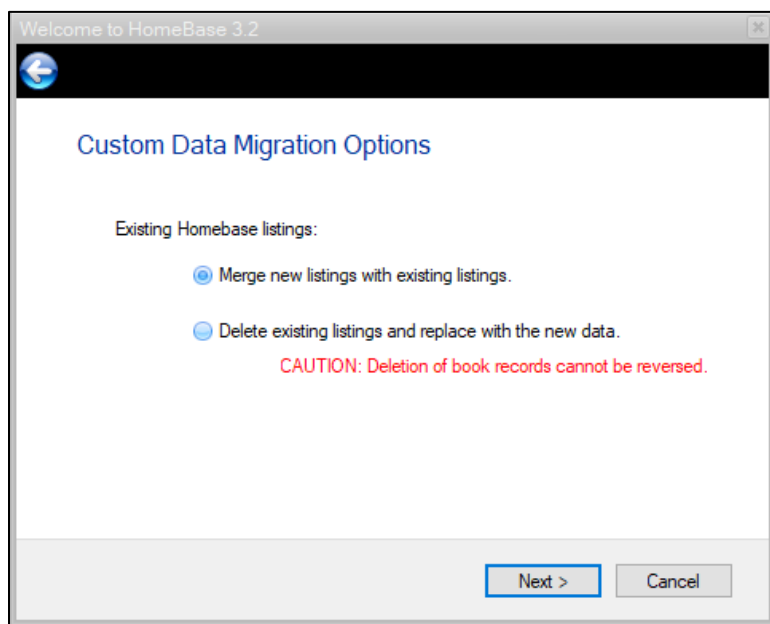 Welcome to HomeBase 3.2
Custom Data Migration Options
Existing Homebase listings:
Merge new listings with existing listings.
Delete existing listings and replace with the new data.
CAUTION: Deletion of book records cannot be reversed.
Next >
Cancel